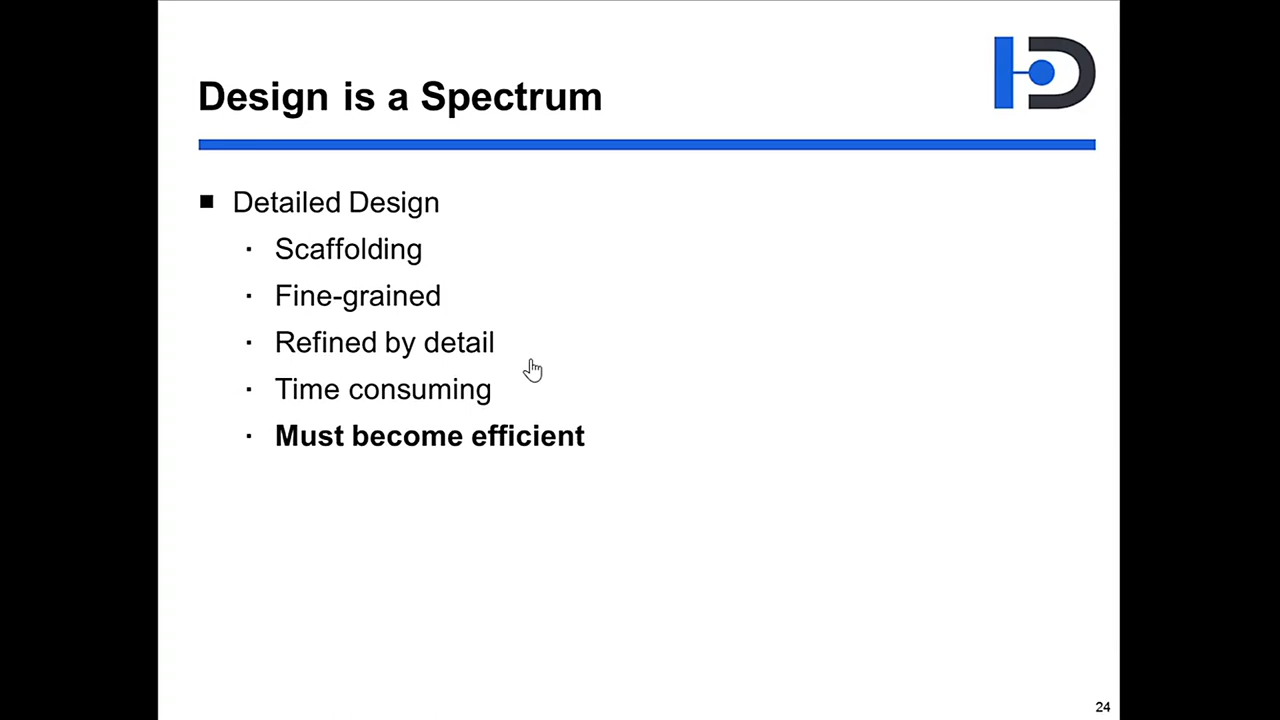 Design is a Spectrum
Detailed Design
Scaffolding
Fine-grained
Refined by detail
Time consuming
Must become efficient
24